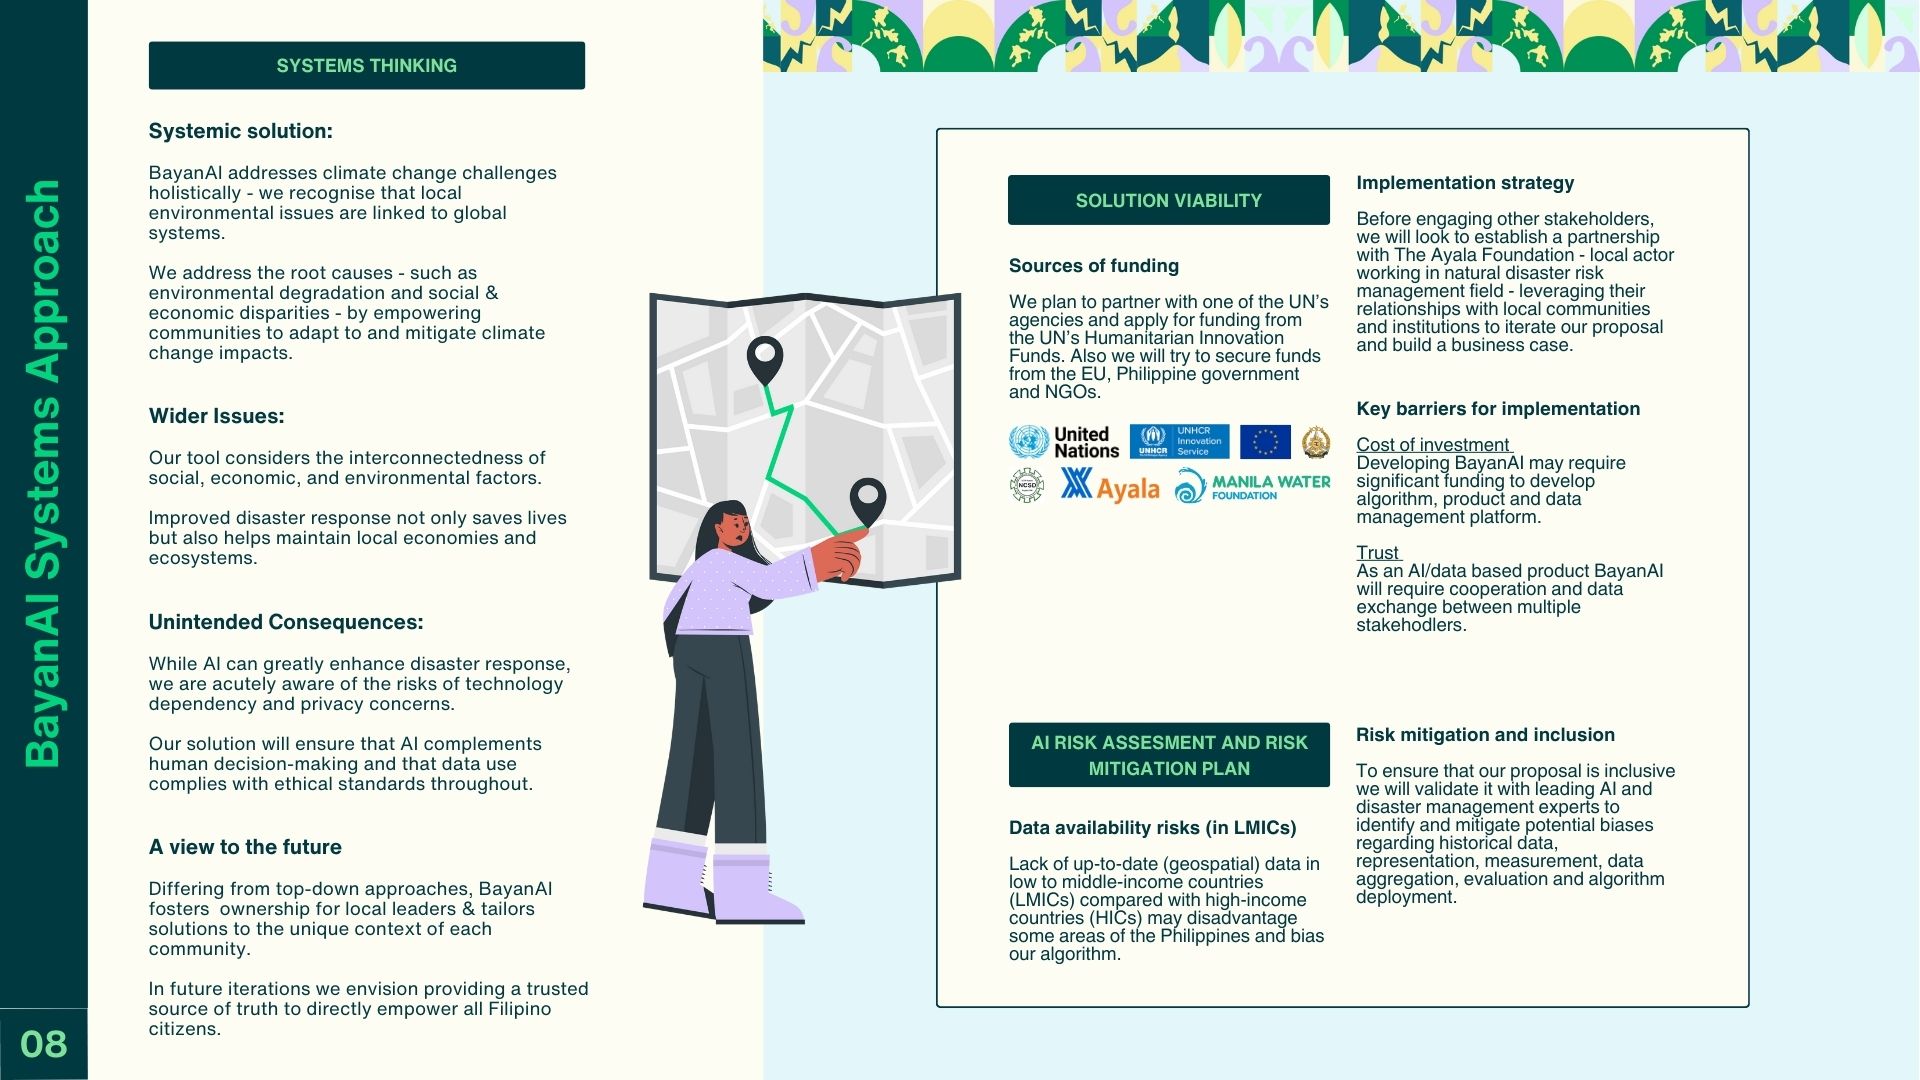 BayanAI Systems Approach
08
SYSTEMS THINKING
Systemic solution:
BayanAI addresses climate change challenges
holistically - we recognise that local
environmental issues are linked to global
systems.
We address the root causes - such as
environmental degradation and social &
economic disparities - by empowering
communities to adapt to and mitigate climate
change impacts.
Wider Issues:
Our tool considers the interconnectedness of
social, economic, and environmental factors.
Improved disaster response not only saves lives
but also helps maintain local economies and
ecosystems.
Unintended Consequences:
While AI can greatly enhance disaster response,
we are acutely aware of the risks of technology
dependency and privacy concerns.
Our solution will ensure that AI complements
human decision-making and that data use
complies with ethical standards throughout.
A view to the future
Differing from top-down approaches, BayanAI
fosters  ownership for local leaders & tailors
solutions to the unique context of each
community.
In future iterations we envision providing a trusted
source of truth to directly empower all Filipino
citizens.
SOLUTION VIABILITY
Sources of funding
We plan to partner with one of the UN’s
agencies and apply for funding from
the UN’s Humanitarian Innovation
Funds. Also we will try to secure funds
from the EU, Philippine government
and NGOs.
United
Nations
UNHCR
UNHCR
Innovation
Service
NCSD
Ayala
MANILA WATER
FOUNDATION
Implementation strategy
Before engaging other stakeholders,
we will look to establish a partnership
with The Ayala Foundation - local actor
working in natural disaster risk
management field - leveraging their
relationships with local communities
and institutions to iterate our proposal
and build a business case.
Key barriers for implementation
Cost of investment
Developing BayanAI may require
significant funding to develop
algorithm, product and data
management platform.
Trust
As an AI/data based product BayanAI
will require cooperation and data
exchange between multiple
stakehodlers.
AI RISK ASSESMENT AND RISK
MITIGATION PLAN
Data availability risks (in LMICs)
Lack of up-to-date (geospatial) data in
low to middle-income countries
(LMICs) compared with high-income
countries (HICs) may disadvantage
some areas of the Philippines and bias
our algorithm.
Risk mitigation and inclusion
To ensure that our proposal is inclusive
we will validate it with leading AI and
disaster management experts to
identify and mitigate potential biases
regarding historical data,
representation, measurement, data
aggregation, evaluation and algorithm
deployment.